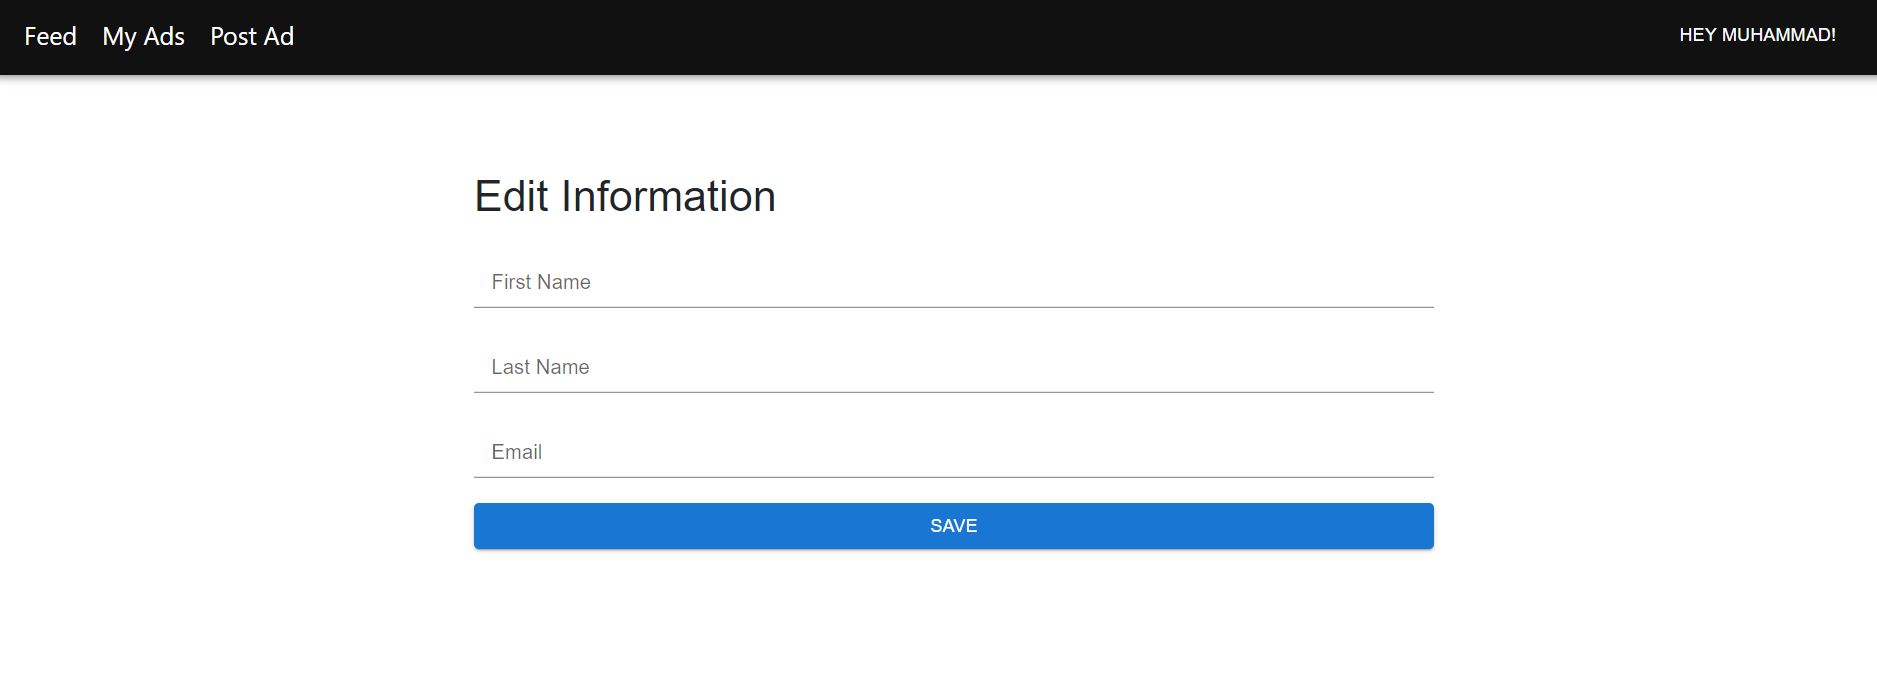 Feed My Ads Post Ad HEY MUHAMMAD!
Edit Information
First Name
Last Name
Email
SAVE